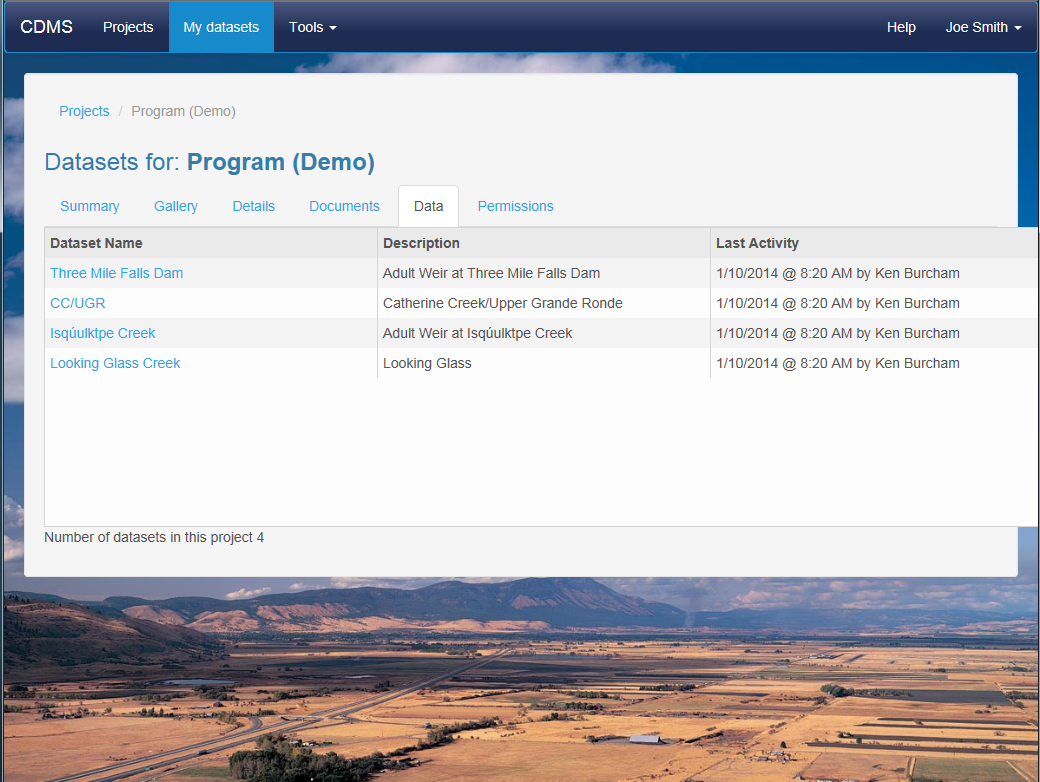 CDMS Projects My datasets Tools Help Joe Smith
Projects / Program (Demo)
Datasets for: Program (Demo)
Summary Gallery Details Documents Data Permissions
Dataset Name Description Last Activity
Three Mile Falls Dam Adult Weir at Three Mile Falls Dam 1/10/2014 @ 8:20 AM by Ken Burcham
CC/UGR Catherine Creek/Upper Grande Ronde 1/10/2014 @ 8:20 AM by Ken Burcham
Isqúulktpe Creek Adult Weir at Isqúulktpe Creek 1/10/2014 @ 8:20 AM by Ken Burcham
Looking Glass Creek Looking Glass 1/10/2014 @ 8:20 AM by Ken Burcham
Number of datasets in this project 4